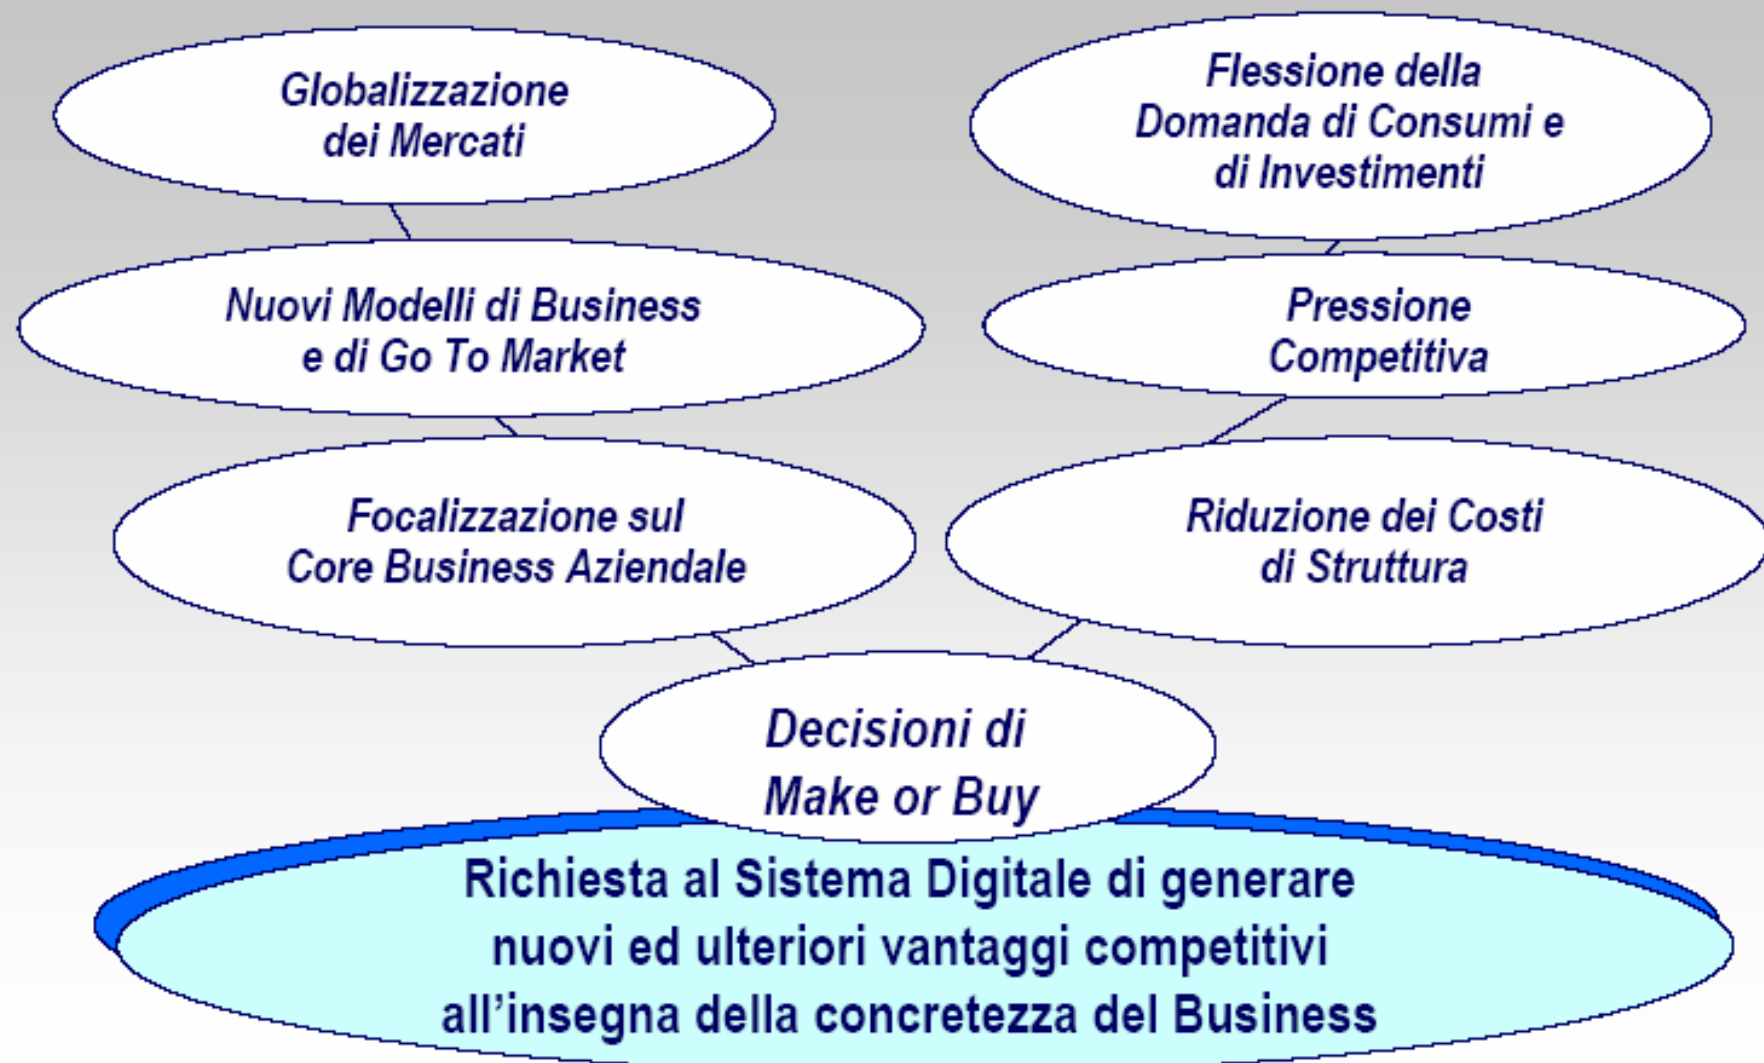 Globalizzazione
dei Mercati
Flessione della
Domanda di Consumi e
di Investimenti
Nuovi Modelli di Business
e di Go To Market
Pressione
Competitiva
Focalizzazione sul
Core Business Aziendale
Riduzione dei Costi
di Struttura
Decisioni di
Make or Buy
Richiesta al Sistema Digitale di generare
nuovi ed ulteriori vantaggi competitivi
all'insegna della concretezza del Business